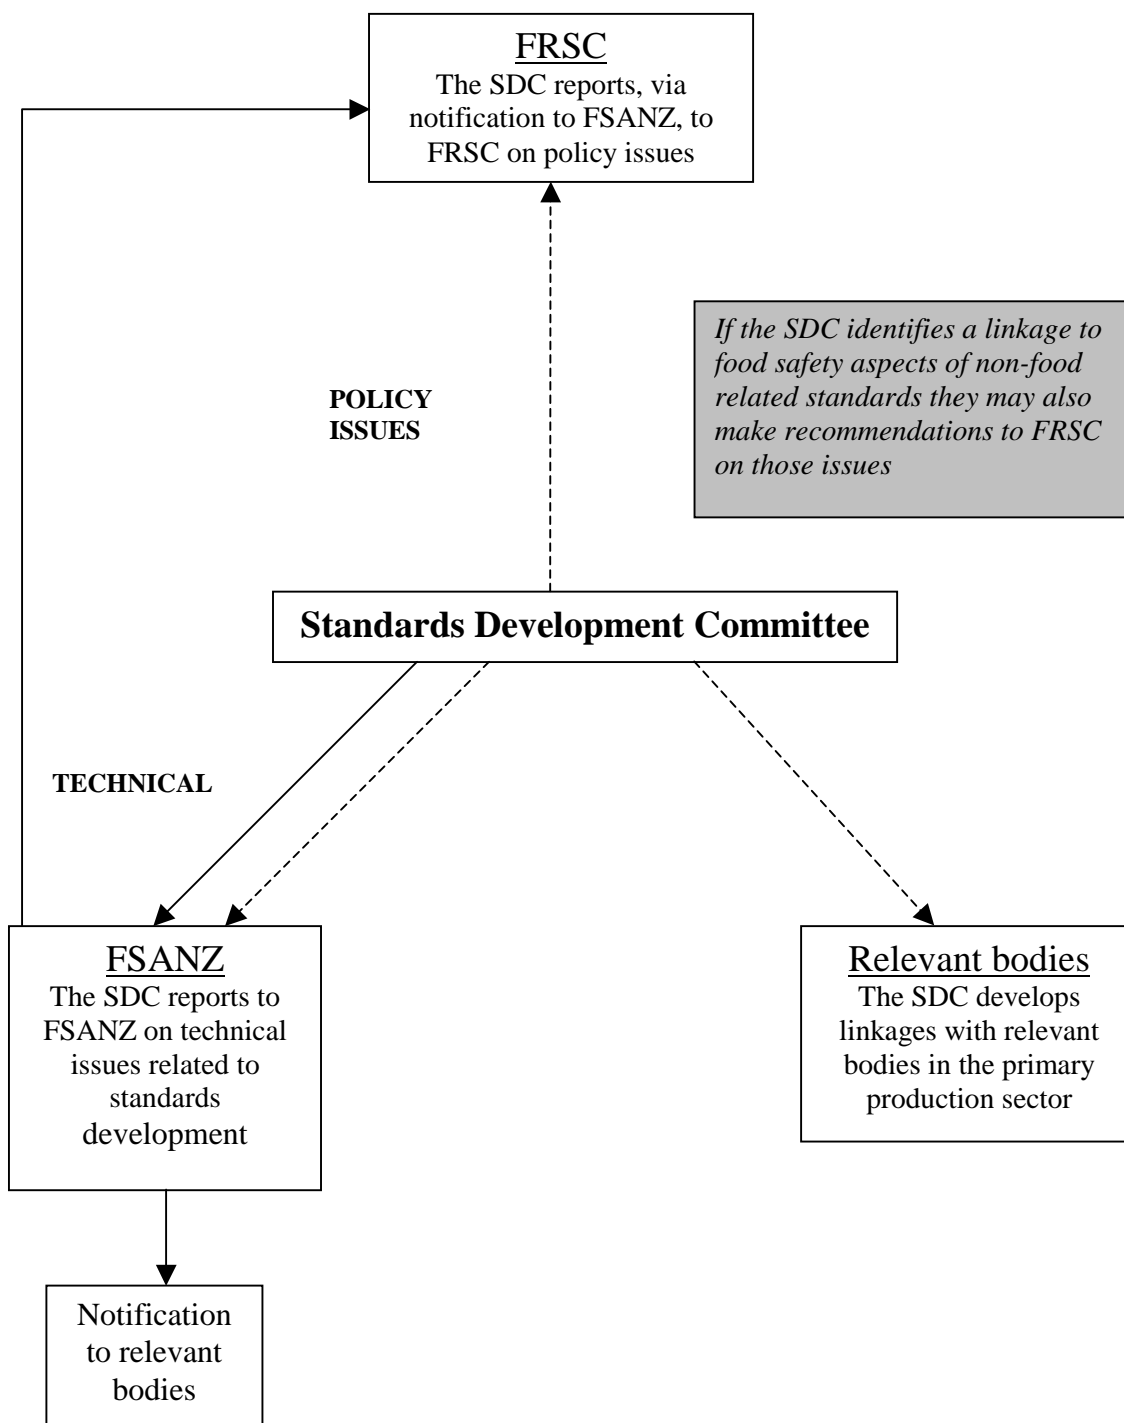 FRSC
The SDC reports, via
notification to FSANZ, to
FRSC on policy issues
If the SDC identifies a linkage to
food safety aspects of non-food
related standards they may also
make recommendations to FRSC
on those issues
POLICY
ISSUES
Standards Development Committee
TECHNICAL
FSANZ
The SDC reports to
FSANZ on technical
issues related to
standards
development
Relevant bodies
The SDC develops
linkages with relevant
bodies in the primary
production sector
Notification
to relevant
bodies